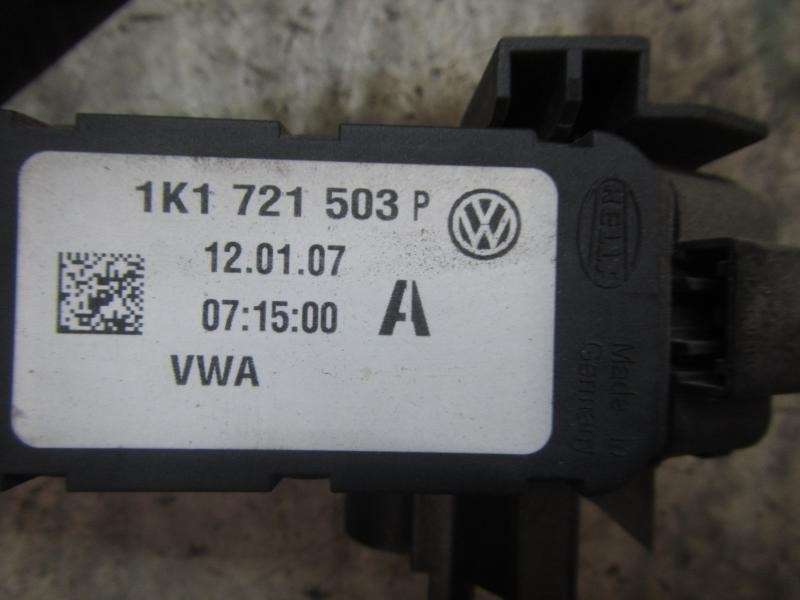 1K1 721 503 P
12.01.07
07:15:00 A
VWA
HELLA
Made in
Germany